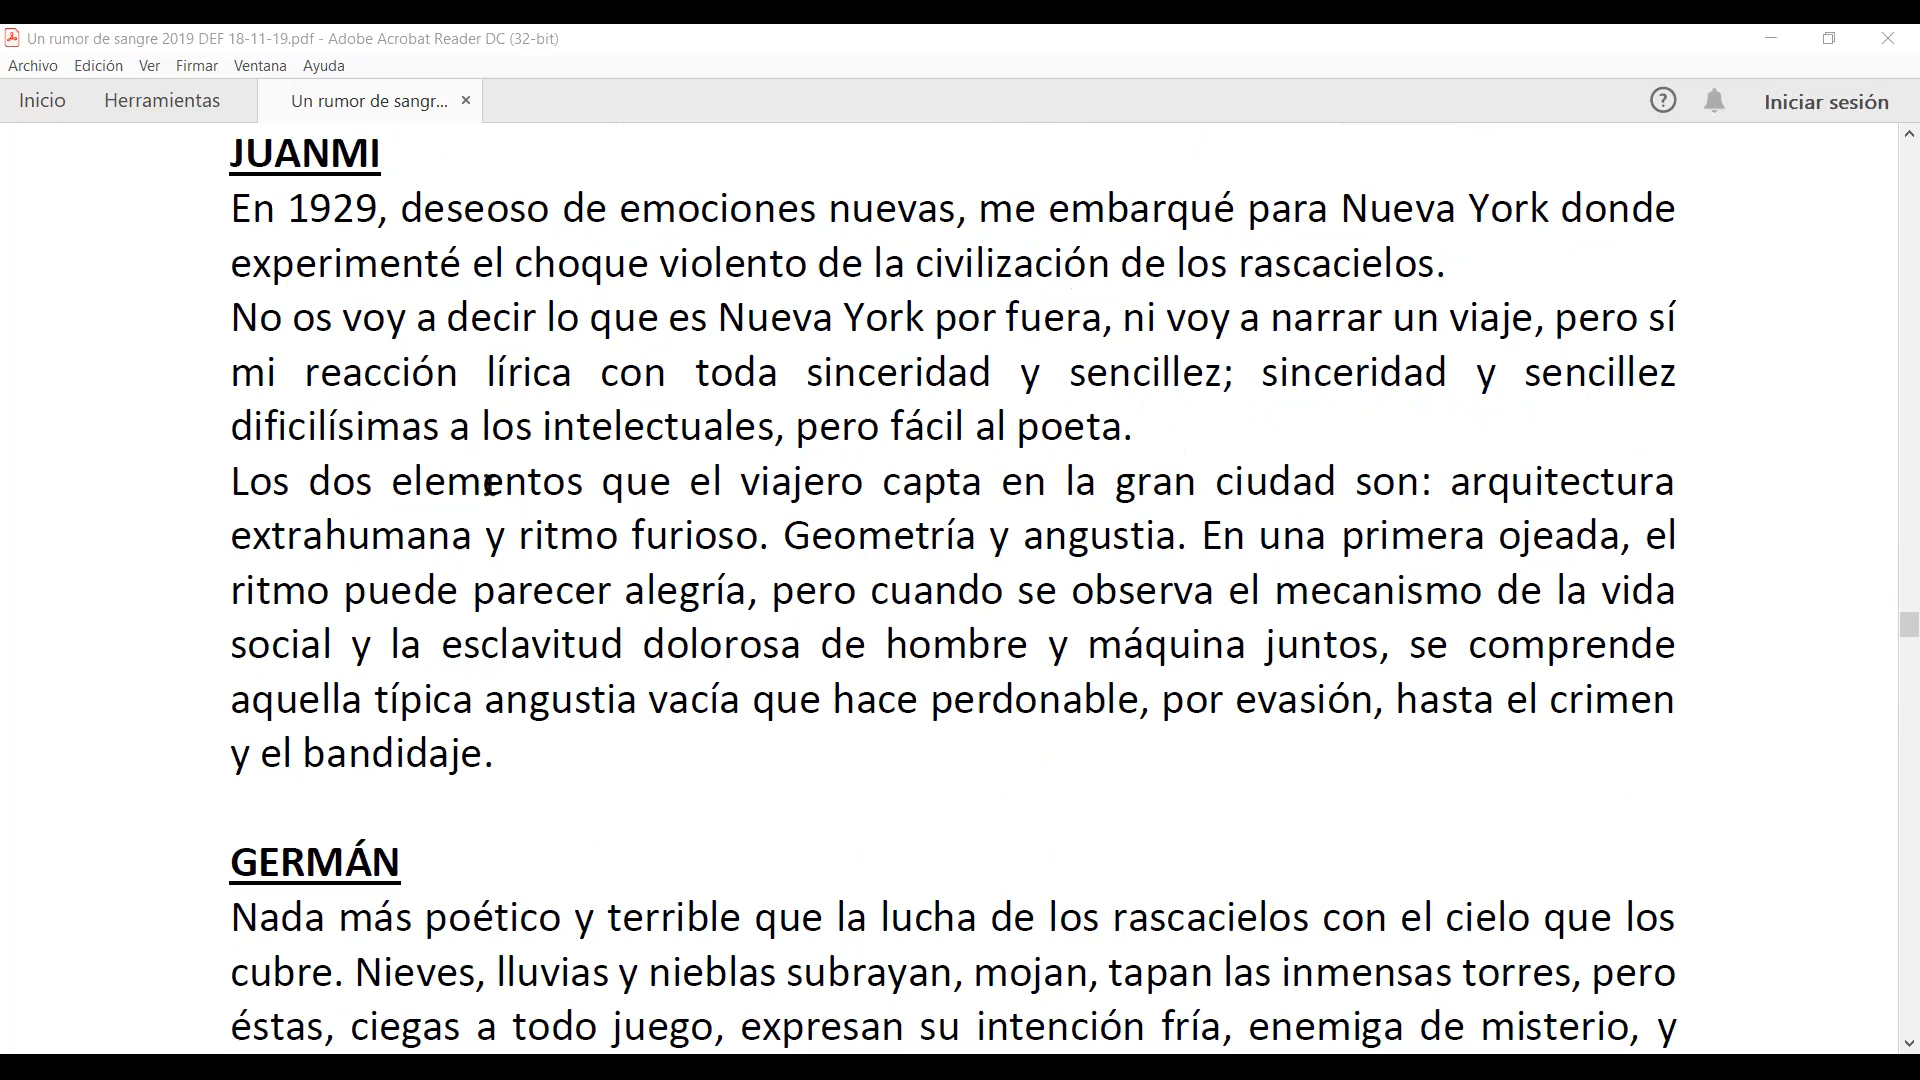 Un rumor de sangre 2019 DEF 18-11-19.pdf - Adobe Acrobat Reader DC (32-bit)
Archivo Edición Ver Firmar Ventana Ayuda
Inicio Herramientas Un rumor de sangr... × ? Iniciar sesión
JUANMI
En 1929, deseoso de emociones nuevas, me embarqué para Nueva York donde
experimenté el choque violento de la civilización de los rascacielos.
No os voy a decir lo que es Nueva York por fuera, ni voy a narrar un viaje, pero sí
mi reacción lírica con toda sinceridad y sencillez; sinceridad y sencillez
dificilísimas a los intelectuales, pero fácil al poeta.
Los dos elementos que el viajero capta en la gran ciudad son: arquitectura
extrahumana y ritmo furioso. Geometría y angustia. En una primera ojeada, el
ritmo puede parecer alegría, pero cuando se observa el mecanismo de la vida
social y la esclavitud dolorosa de hombre y máquina juntos, se comprende
aquella típica angustia vacía que hace perdonable, por evasión, hasta el crimen
y el bandidaje.
GERMÁN
Nada más poético y terrible que la lucha de los rascacielos con el cielo que los
cubre. Nieves, lluvias y nieblas subrayan, mojan, tapan las inmensas torres, pero
éstas, ciegas a todo juego, expresan su intención fría, enemiga de misterio, y